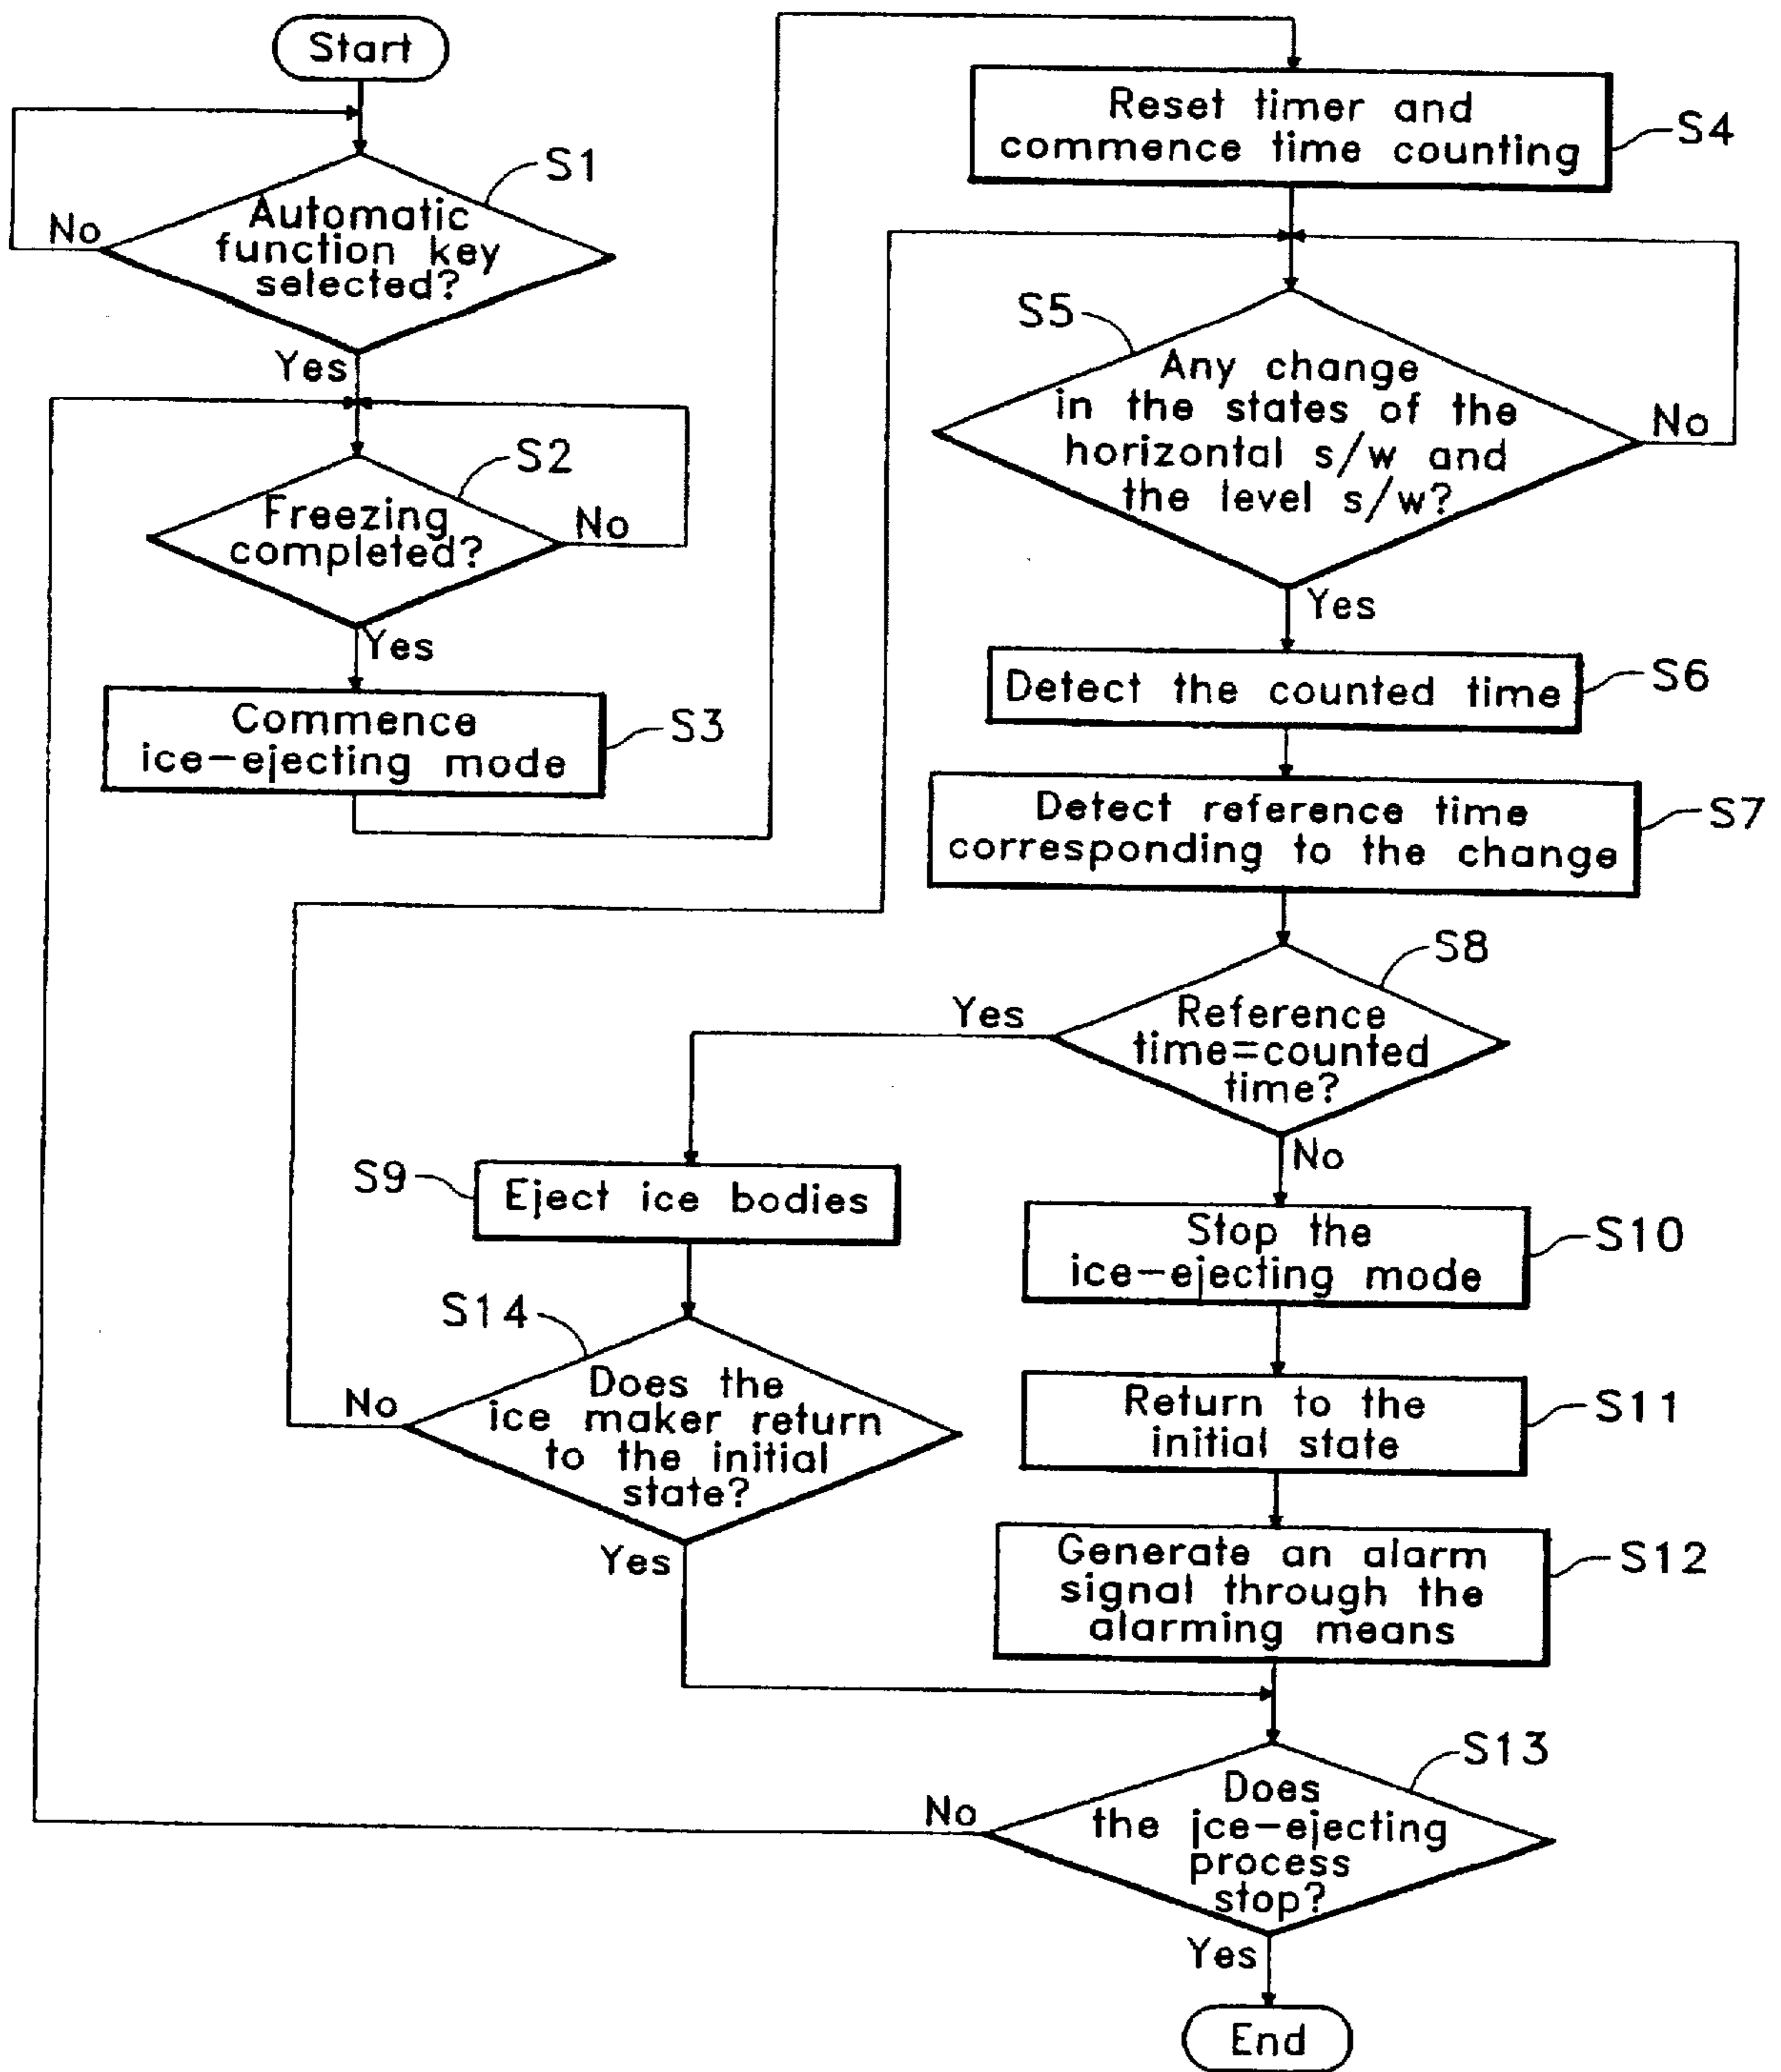 Start
S1
Automatic
function key
selected?
No
Yes
S2
Freezing
completed?
No
Yes
Commence
ice-ejecting mode
S3
Reset timer and
commence time counting
S4
S5
Any change
in the states of the
horizontal s/w and
the level s/w?
No
Yes
Detect the counted time
S6
Detect reference time
corresponding to the change
S7
S8
Reference
time=counted
time?
Yes
No
S9
Eject ice bodies
S14
Does the
ice maker return
to the initial
state?
No
Yes
Stop the
ice-ejecting mode
S10
Return to the
initial state
S11
Generate an alarm
signal through the
alarming means
S12
S13
Does
the ice-ejecting
process
stop?
No
Yes
End